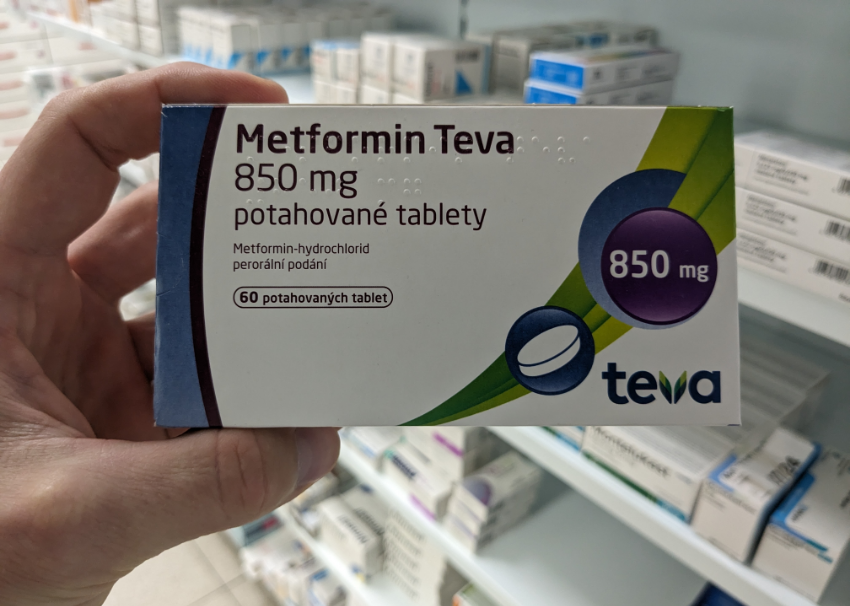 Metformin Teva
850 mg
potahované tablety
Metformin-hydrochlorid
perorální podání
60 potahovaných tablet
850 mg
teva